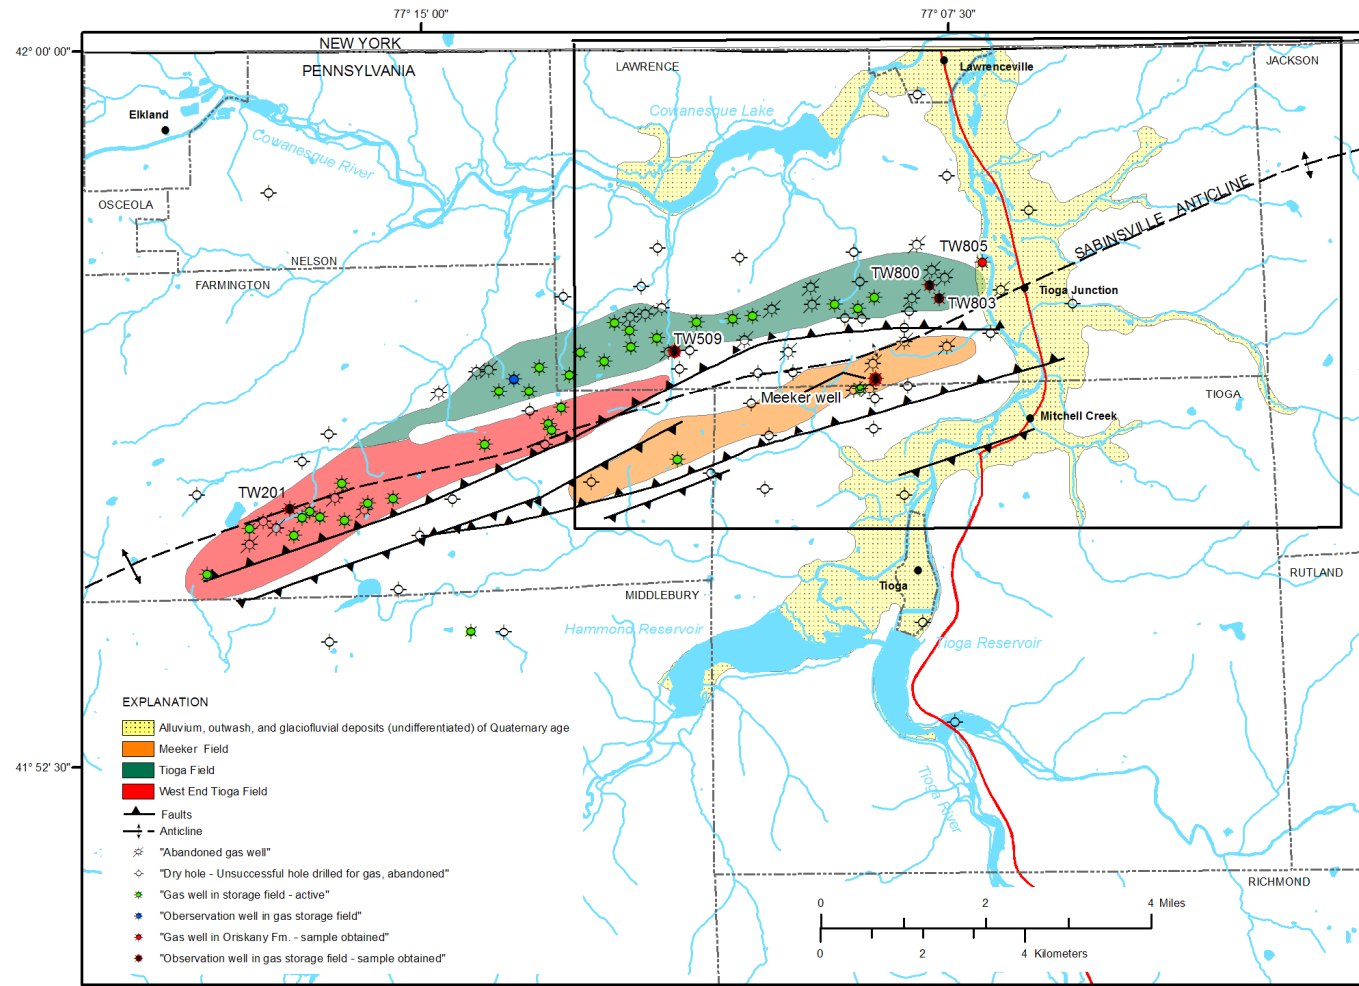 77° 15' 00"
77° 07' 30"
42° 00' 00"
NEW YORK
PENNSYLVANIA
LAWRENCE
JACKSON
Lawrenceville
Elkland
Cowanesque Lake
Cowanesque River
OSCEOLA
SABINSVILLE ANTICLINE
NELSON
TW805
FARMINGTON
TW800
Tioga Junction
TW803
TW509
Meeker well
TIOGA
Mitchell Creek
TW201
RUTLAND
Tioga
MIDDLEBURY
Hammond Reservoir
Tioga Reservoir
EXPLANATION
Alluvium, outwash, and glaciofluvial deposits (undifferentiated) of Quaternary age
Meeker Field
41° 52' 30"
Tioga Field
West End Tioga Field
Tioga River
Faults
Anticline
"Abandoned gas well"
"Dry hole - Unsuccessful hole drilled for gas, abandoned"
RICHMOND
"Gas well in storage field - active"
0 2 4 Miles
"Oberservation well in gas storage field"
"Gas well in Oriskany Fm. - sample obtained"
0 2 4 Kilometers
"Observation well in gas storage field - sample obtained"